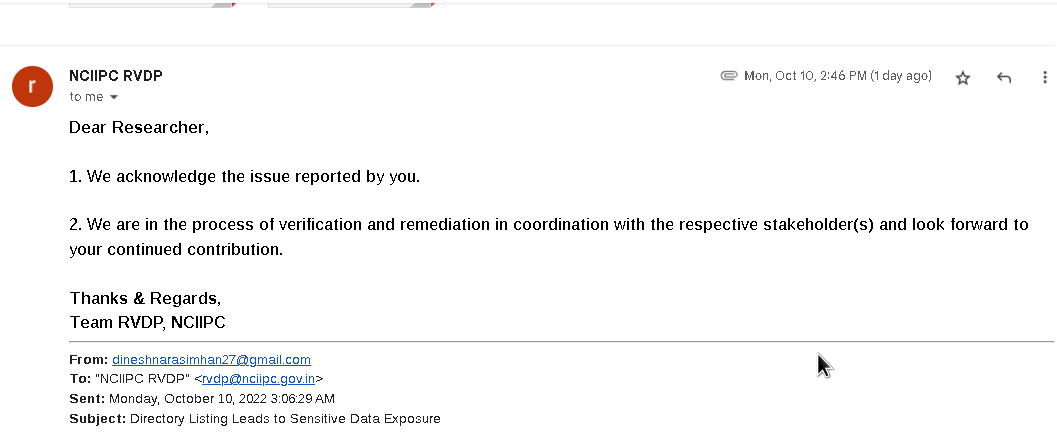 NCIIPC RVDP
Mon, Oct 10, 2:46 PM (1 day ago)
r
to me
Dear Researcher,
1. We acknowledge the issue reported by you.
2. We are in the process of verification and remediation in coordination with the respective stakeholder(s) and look forward to
your continued contribution.
Thanks & Regards,
Team RVDP, NCIIPC
From: dineshnarasimhan27@gmail.com
To: "NCIIPC RVDP" <rvdp@nciipc.gov.in>
Sent: Monday, October 10, 2022 3:06:29 AM
Subject: Directory Listing Leads to Sensitive Data Exposure